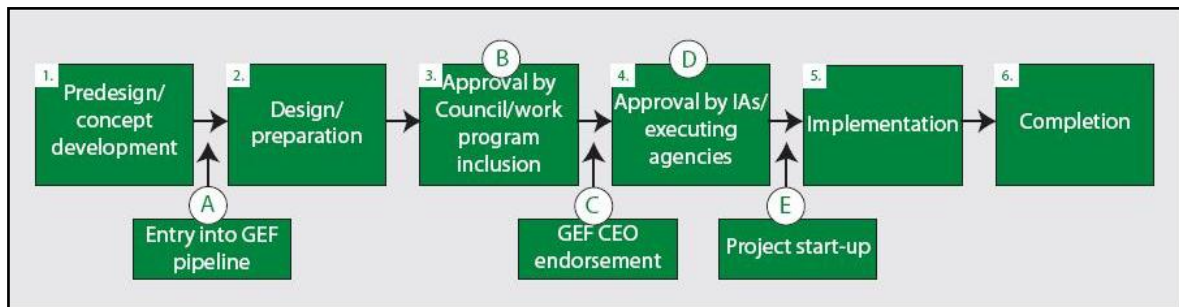 1.
Predesign/
concept
development
2.
Design/
preparation
B
3.
Approval by
Council/work
program
inclusion
D
4.
Approval by IAs/
executing
agencies
5.
Implementation
6.
Completion
A
Entry into GEF
pipeline
C
GEF CEO
endorsement
E
Project start-up